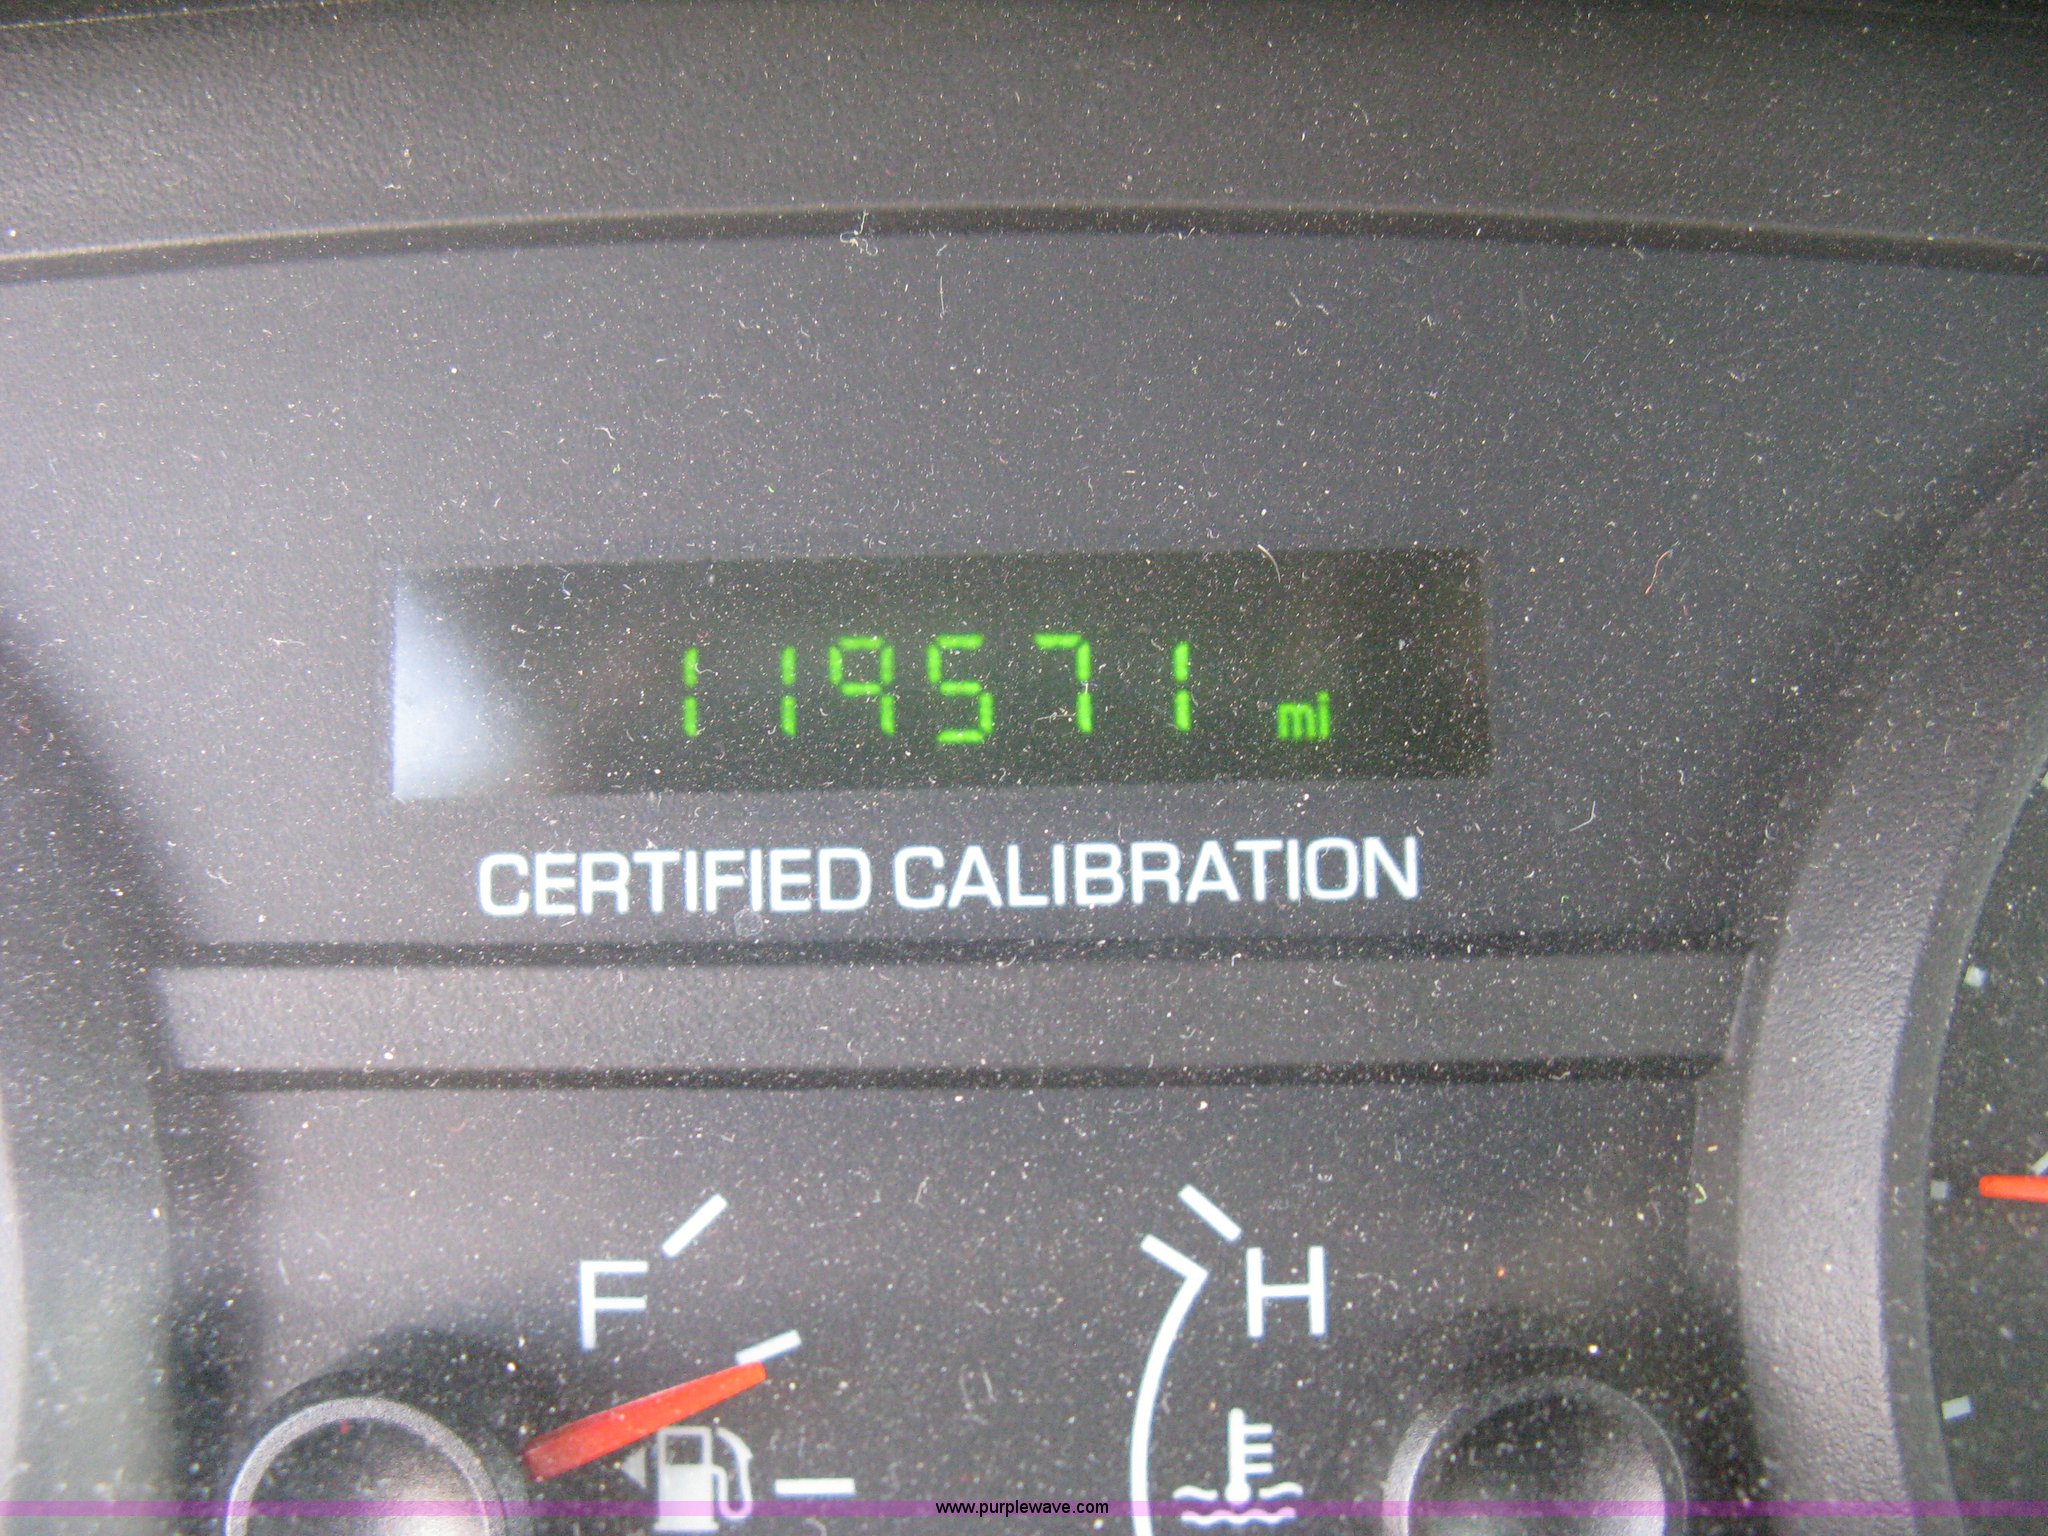 119571 mi
CERTIFIED CALIBRATION
F H
www.purplewave.com